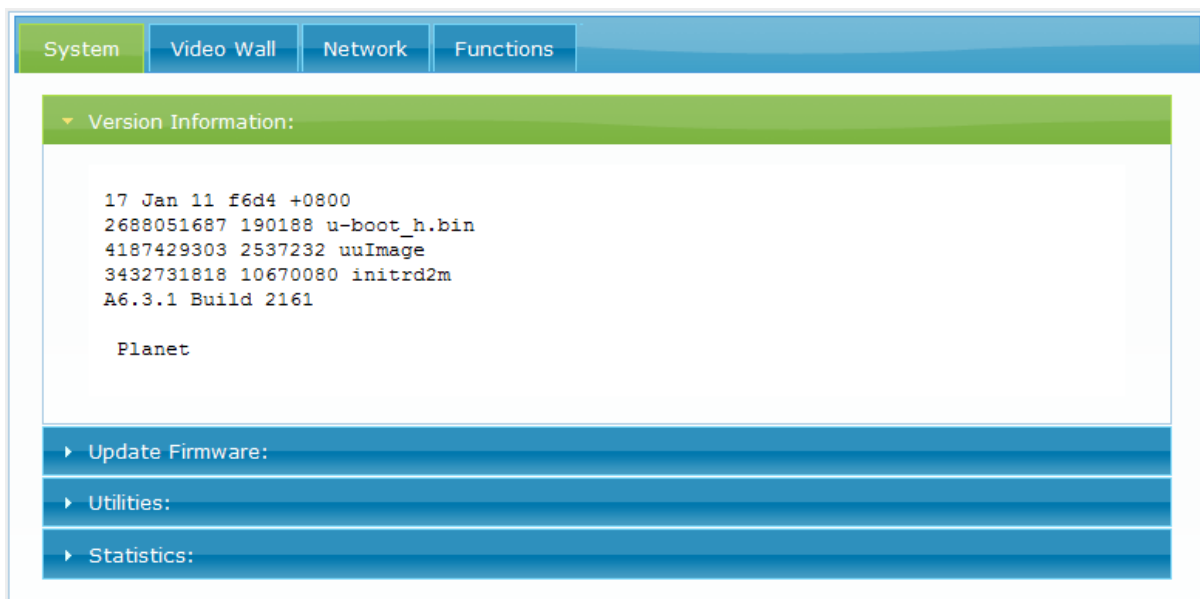 System Video Wall Network Functions
Version Information:
17 Jan 11 f6d4 +0800
2688051687 190188 u-boot_h.bin
4187429303 2537232 uuImage
3432731818 10670080 initrd2m
A6.3.1 Build 2161
Planet
Update Firmware:
Utilities:
Statistics: